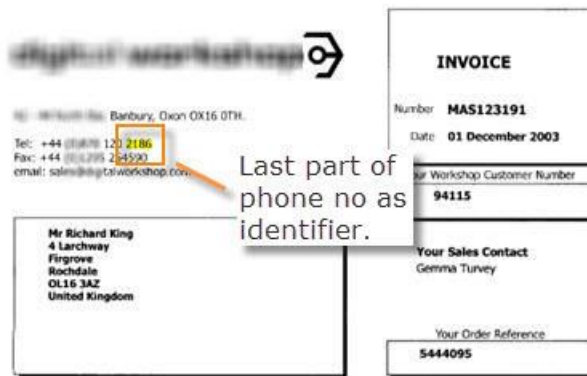 Banbury, Oxon OX16 0TH.
Tel: +44 120 2186
Fax: +44 264590
email: talworkshop.com
Last part of
phone no as
identifier.
Mr Richard King
4 Larchway
Firgrove
Rochdale
OL16 3AZ
United Kingdom
INVOICE
Number MAS123191
Date 01 December 2003
Workshop Customer Number
94115
Your Sales Contact
Gemma Turvey
Your Order Reference
5444095